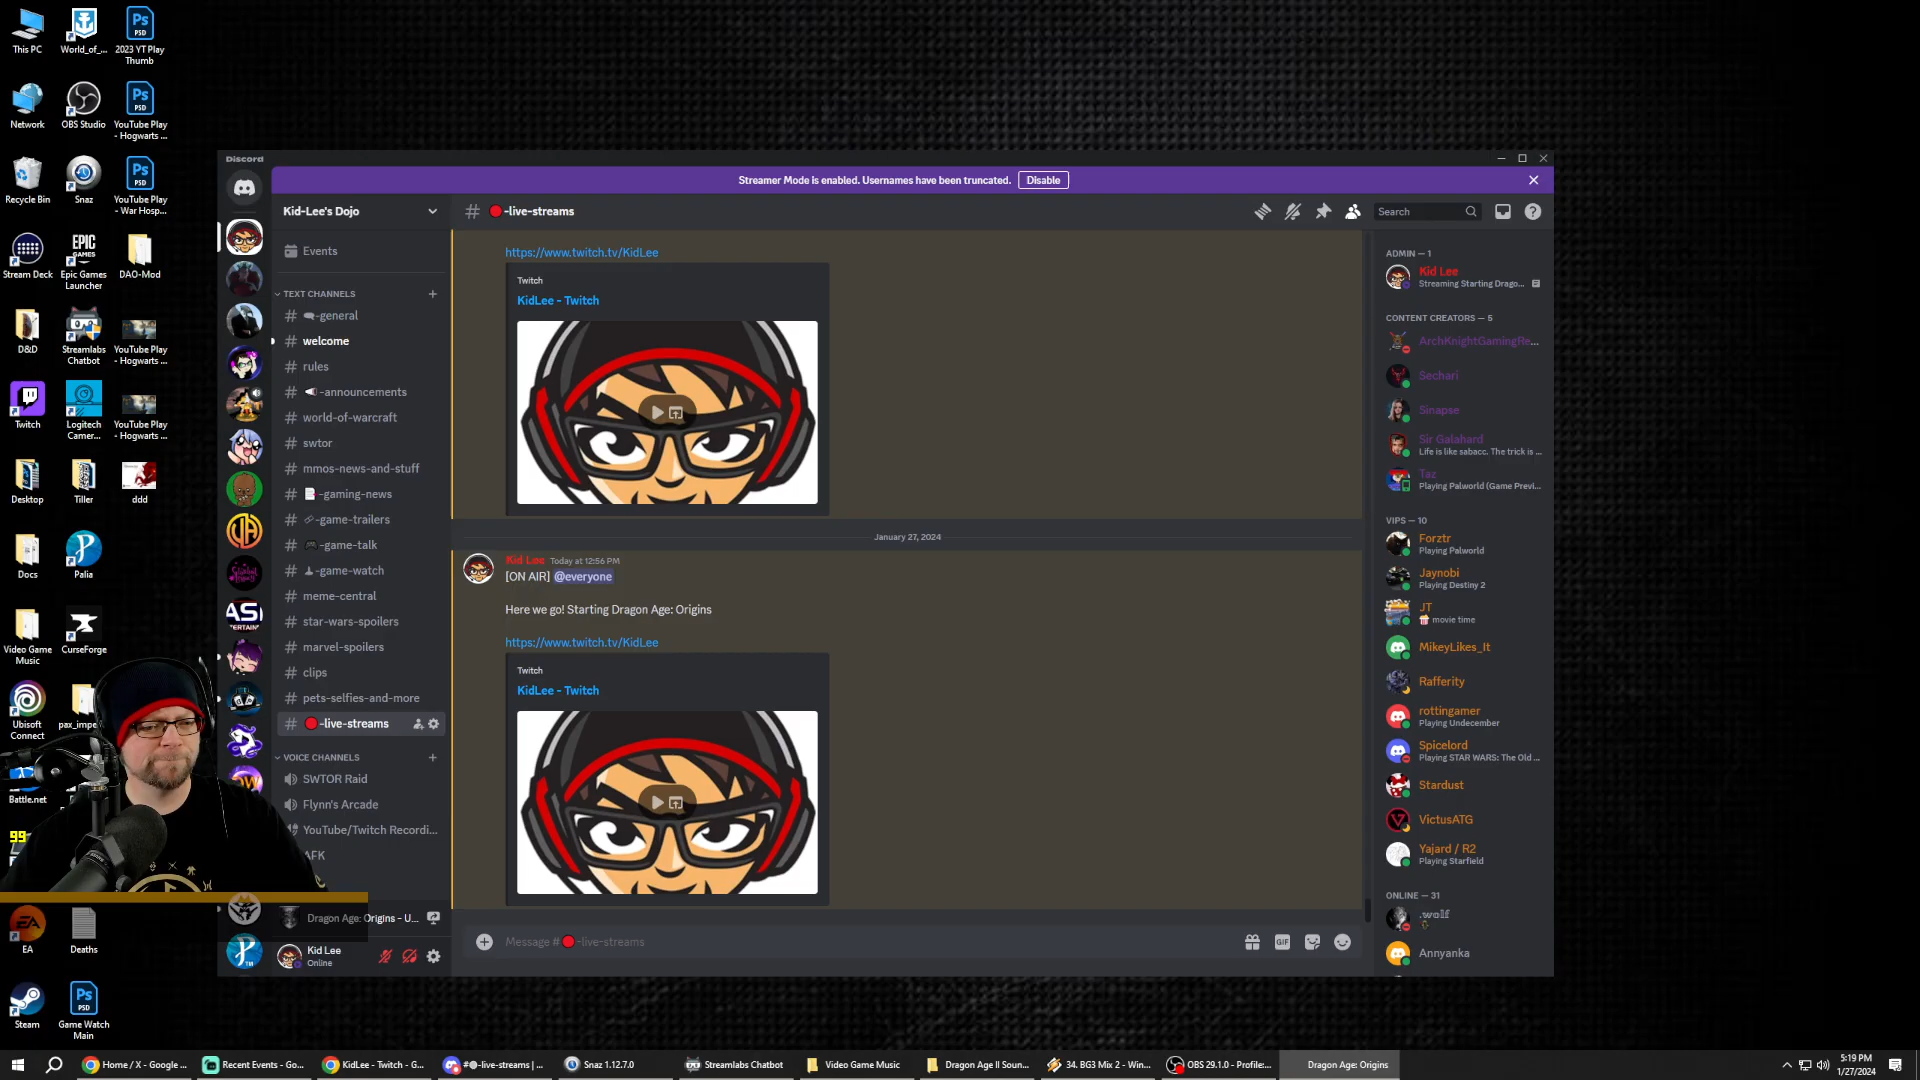 This PC
World_of_...
2023 YT Play
Thumb
Network
OBS Studio
YouTube Play
- Hogwarts ...
Recycle Bin
Snaz
YouTube Play
- War Hosp...
Stream Deck
EPIC
GAMES
Epic Games
Launcher
DAO-Mod
D&D
Streamlabs
Chatbot
YouTube Play
- Hogwarts ...
Twitch
Logitech
Camer...
YouTube Play
- Hogwarts ...
Desktop
Tiller
ddd
Docs
Palia
Video Game
Music
CurseForge
Ubisoft
Connect
pax_impe
Battle.net
99
EA
Deaths
Steam
Game Watch
Main
Discord
Streamer Mode is enabled. Usernames have been truncated.
Disable
Kid-Lee's Dojo
Events
TEXT CHANNELS
-general
welcome
rules
-announcements
world-of-warcraft
swtor
mmos-news-and-stuff
-gaming-news
-game-trailers
-game-talk
-game-watch
meme-central
star-wars-spoilers
marvel-spoilers
clips
pets-selfies-and-more
-live-streams
VOICE CHANNELS
SWTOR Raid
Flynn's Arcade
YouTube/Twitch Recordi...
AFK
Dragon Age: Origins - U...
Kid Lee
Online
# -live-streams
Search
https://www.twitch.tv/KidLee
Twitch
KidLee - Twitch
January 27, 2024
Kid Lee Today at 12:56 PM
[ON AIR] @everyone
Here we go! Starting Dragon Age: Origins
https://www.twitch.tv/KidLee
Twitch
KidLee - Twitch
Message # -live-streams
GIF
ADMIN — 1
Kid Lee
Streaming Starting Drago...
CONTENT CREATORS — 5
ArchKnightGamingRe...
Sechari
Sinapse
Sir Galahard
Life is like sabacc. The trick is ...
Taz
Playing Palworld (Game Previ...
VIPS — 10
Forztr
Playing Palworld
Jaynobi
Playing Destiny 2
JT
movie time
MikeyLikes_It
Rafferity
rottingamer
Playing Undecember
Spicelord
Playing STAR WARS: The Old ...
Stardust
VictusATG
Yajard / R2
Playing Starfield
ONLINE — 31
.wolf
Annyanka
Home / X - Google ...
Recent Events - Go...
KidLee - Twitch - G...
-live-streams | ...
Snaz 1.12.7.0
Streamlabs Chatbot
Video Game Music
Dragon Age II Soun...
34. BG3 Mix 2 - Win...
OBS 29.1.0 - Profile:...
Dragon Age: Origins
5:19 PM
1/27/2024